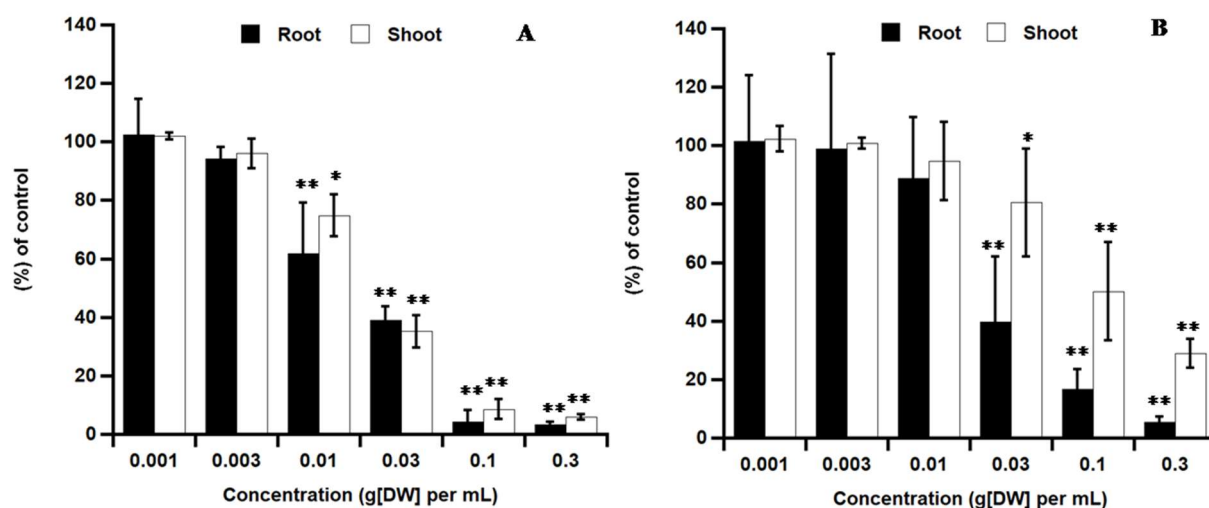 Root Shoot A
(%) of control
140
120
100
80
60
40
20
0
** *
** **
** **
** **
0.001 0.003 0.01 0.03 0.1 0.3
Concentration (g[DW] per mL)
Root Shoot B
(%) of control
140
120
100
80
60
40
20
0
** *
** **
** **
0.001 0.003 0.01 0.03 0.1 0.3
Concentration (g[DW] per mL)